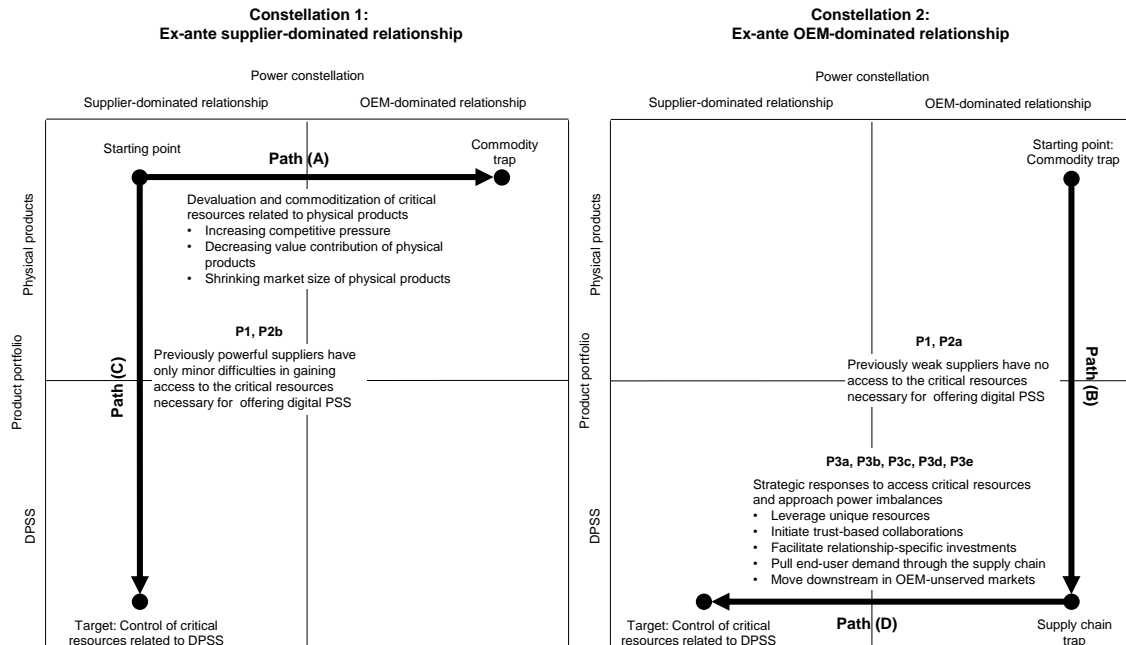 Constellation 1:
Ex-ante supplier-dominated relationship
Power constellation
Supplier-dominated relationship
OEM-dominated relationship
Starting point
Path (A)
Commodity
trap
Devaluation and commoditization of critical
resources related to physical products
• Increasing competitive pressure
• Decreasing value contribution of physical
products
• Shrinking market size of physical products
Physical products
Product portfolio
DPSS
Path (C)
P1, P2b
Previously powerful suppliers have
only minor difficulties in gaining
access to the critical resources
necessary for offering digital PSS
Target: Control of critical
resources related to DPSS
Constellation 2:
Ex-ante OEM-dominated relationship
Power constellation
Supplier-dominated relationship
OEM-dominated relationship
Starting point:
Commodity trap
Physical products
Product portfolio
DPSS
P1, P2a
Previously weak suppliers have no
access to the critical resources
necessary for offering digital PSS
Path (B)
P3a, P3b, P3c, P3d, P3e
Strategic responses to access critical resources
and approach power imbalances
• Leverage unique resources
• Initiate trust-based collaborations
• Facilitate relationship-specific investments
• Pull end-user demand through the supply chain
• Move downstream in OEM-unserved markets
Target: Control of critical
resources related to DPSS
Path (D)
Supply chain
trap